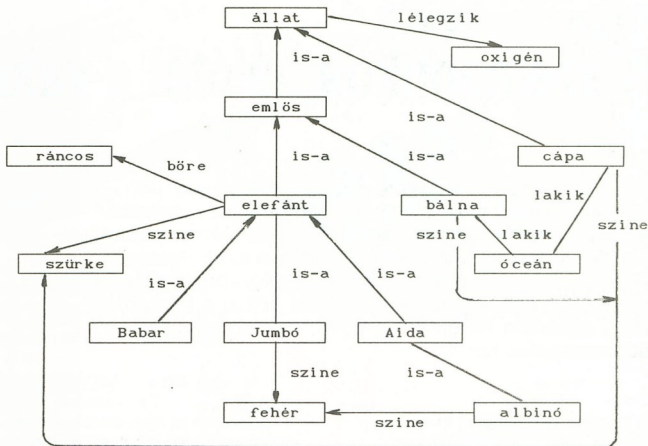 állat
lélegzik
oxigén
is-a
is-a
emlös
ráncos
böre
is-a
is-a
cápa
elefánt
bálna
lakik
szine
szine
lakik
szine
szürke
óceán
is-a
is-a
is-a
Babar
Jumbó
Aida
szine
is-a
fehér
szine
albinó